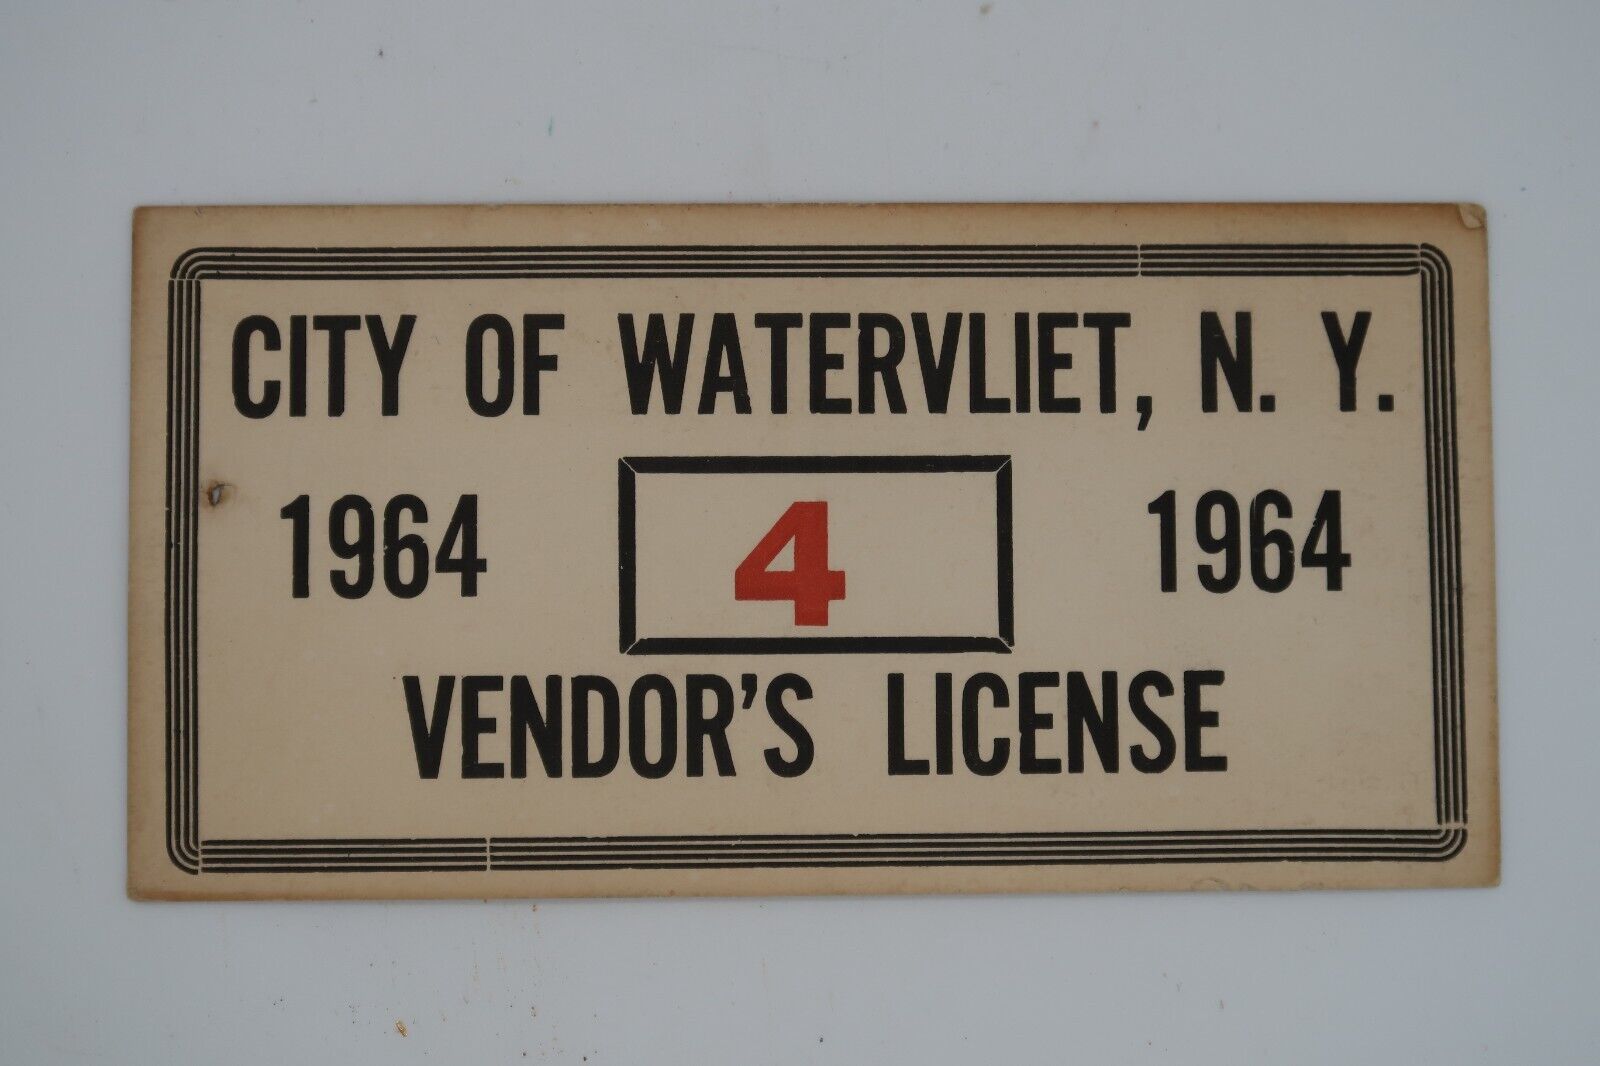 CITY OF WATERVLIET, N. Y.
1964 4 1964
VENDOR'S LICENSE